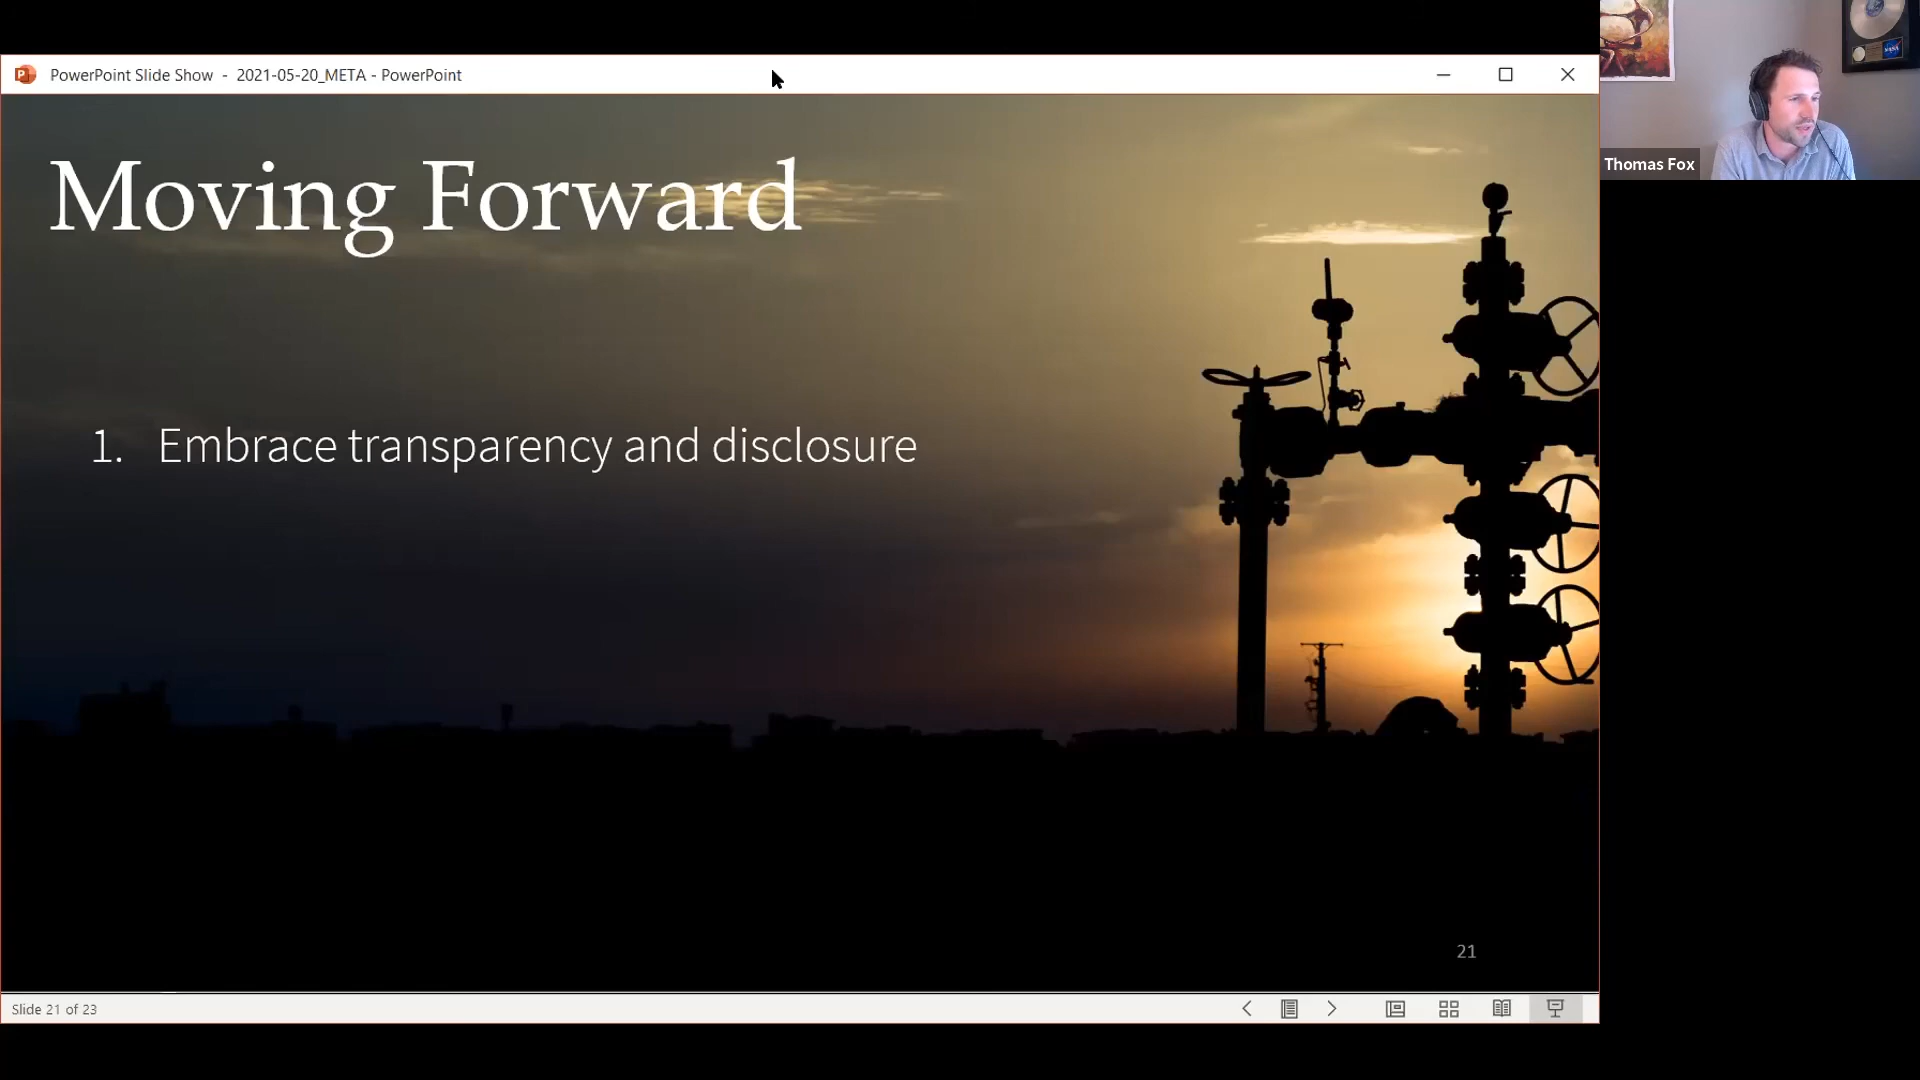 PowerPoint Slide Show - 2021-05-20_META - PowerPoint
Moving Forward
1. Embrace transparency and disclosure
21
Slide 21 of 23
NASA
Thomas Fox